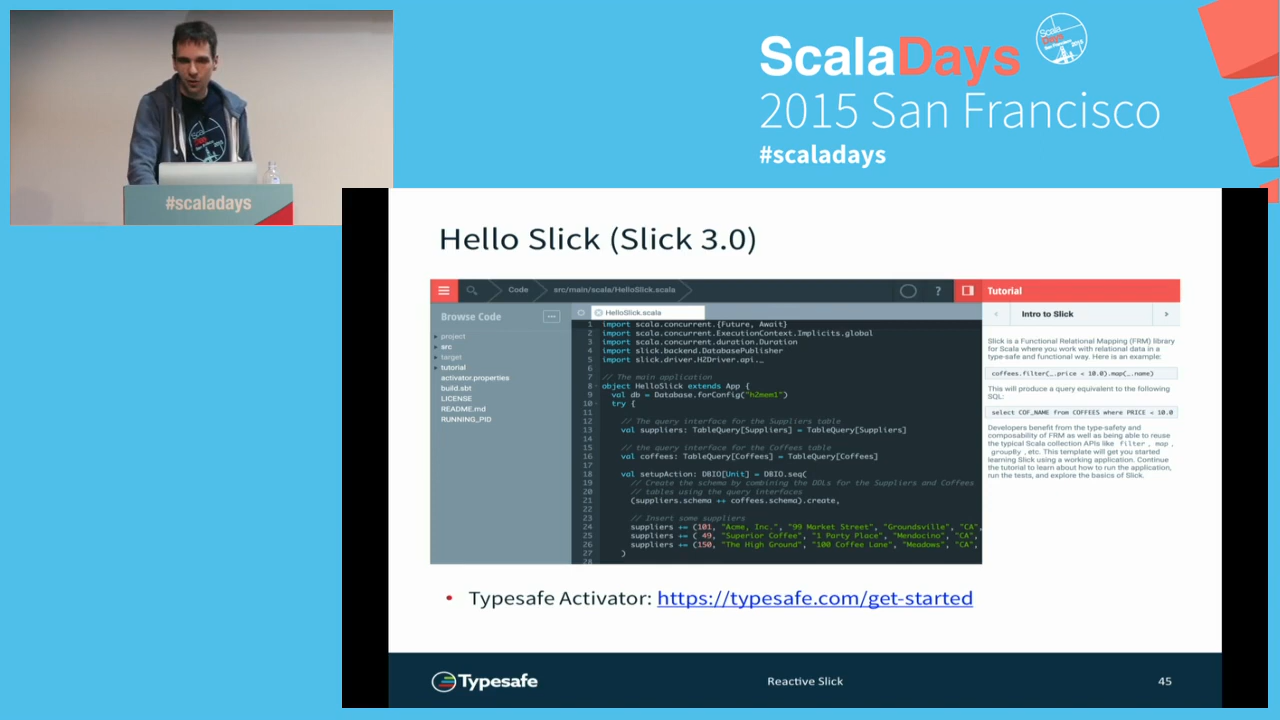 ScalaDays
2015 San Francisco
#scaladays
#scaladays
Hello Slick (Slick 3.0)
Code
src/main/scala/HelloSlick.scala
?
Tutorial
Browse Code
...
project
src
target
tutorial
activator.properties
build.sbt
LICENSE
README.md
RUNNING_PID
HelloSlick.scala
1 import scala.concurrent.{Future, Await}
2 import scala.concurrent.ExecutionContext.Implicits.global
3 import scala.concurrent.duration.Duration
4 import slick.backend.DatabasePublisher
5 import slick.driver.H2Driver.api._
6
7 // The main application
8 object HelloSlick extends App {
9 val db = Database.forConfig("h2mem1")
10 try {
11
12 // The query interface for the Suppliers table
13 val suppliers: TableQuery[Suppliers] = TableQuery[Suppliers]
14
15 // the query interface for the Coffees table
16 val coffees: TableQuery[Coffees] = TableQuery[Coffees]
17
18 val setupAction: DBIO[Unit] = DBIO.seq(
19 // Create the schema by combining the DDLs for the Suppliers and Coffees
20 // tables using the query interfaces
21 (suppliers.schema ++ coffees.schema).create,
22
23 // Insert some suppliers
24 suppliers += (101, "Acme, Inc.", "99 Market Street", "Groundsville", "CA",
25 suppliers += ( 49, "Superior Coffee", "1 Party Place", "Mendocino", "CA",
26 suppliers += (150, "The High Ground", "100 Coffee Lane", "Meadows", "CA",
27 )
28
< Intro to Slick >
Slick is a Functional Relational Mapping (FRM) library
for Scala where you work with relational data in a
type-safe and functional way. Here is an example:
coffees.filter(_.price < 10.0).map(_.name)
This will produce a query equivalent to the following
SQL:
select COF_NAME from COFFEES where PRICE < 10.0
Developers benefit from the type-safety and
composability of FRM as well as being able to reuse
the typical Scala collection APIs like filter, map,
groupBy, etc. This template will get you started
learning Slick using a working application. Continue
the tutorial to learn about how to run the application,
run the tests, and explore the basics of Slick.
• Typesafe Activator: https://typesafe.com/get-started
Typesafe
Reactive Slick
45